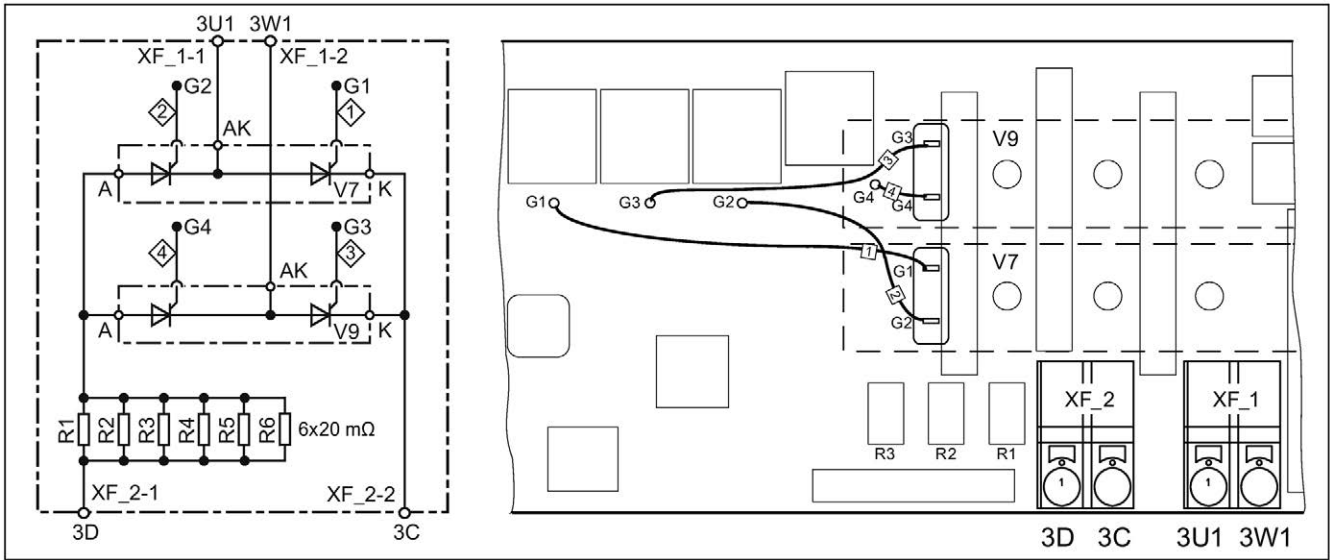 3U1 3W1
XF_1-1 XF_1-2
G2 G1
2 1
AK
A V7 K
G4 G3
4 3
AK
A V9 K
R1 R2 R3 R4 R5 R6 6x20 mΩ
XF_2-1 XF_2-2
3D 3C
G3 V9
3
G4 4 G4
G1 G3 G2
1 G1 V7
2 G2
XF_2 XF_1
R3 R2 R1
1 1
3D 3C 3U1 3W1